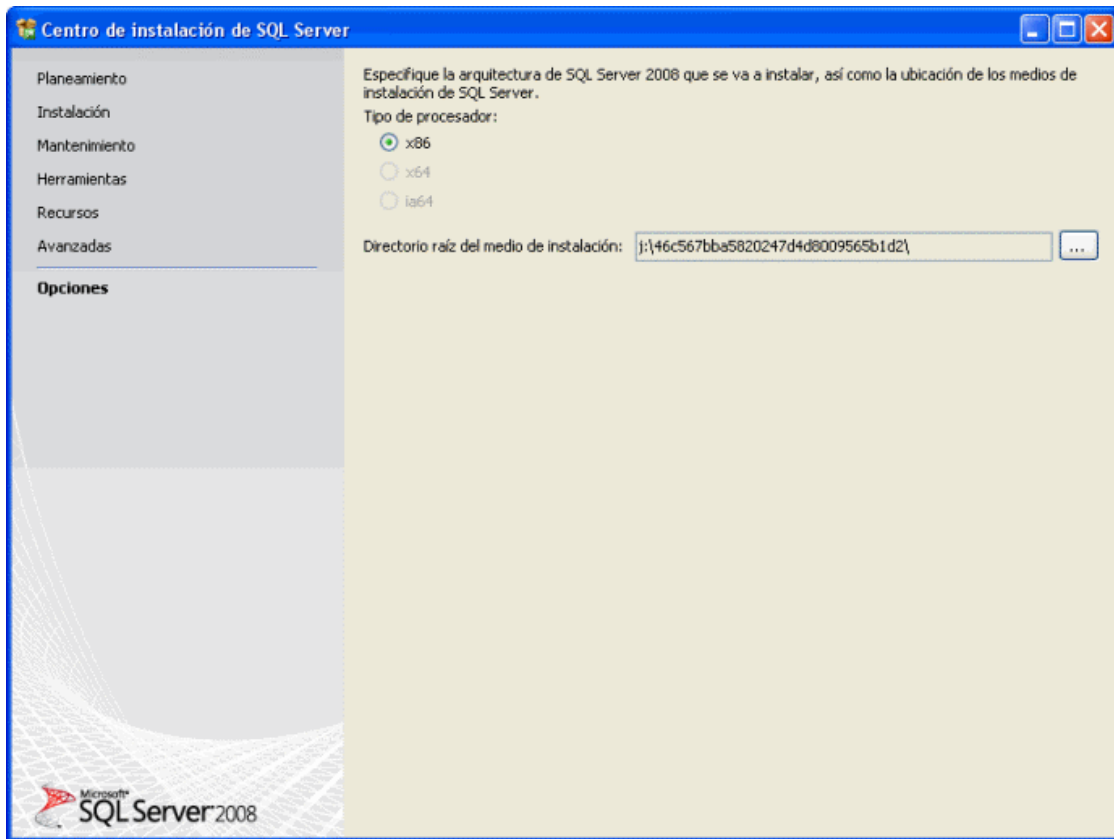 Centro de instalación de SQL Server
Planeamiento
Instalación
Mantenimiento
Herramientas
Recursos
Avanzadas
Opciones
Especifique la arquitectura de SQL Server 2008 que se va a instalar, así como la ubicación de los medios de
instalación de SQL Server.
Tipo de procesador:
x86
x64
ia64
Directorio raíz del medio de instalación: j:\46c567bba5820247d4d8009565b1d2\ ...
Microsoft®
SQL Server 2008